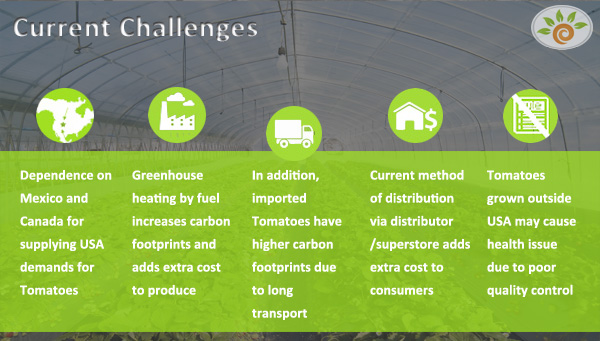 Current Challenges
Dependence on
Mexico and
Canada for
supplying USA
demands for
Tomatoes
Greenhouse
heating by fuel
increases carbon
footprints and
adds extra cost
to produce
In addition,
imported
Tomatoes have
higher carbon
footprints due
to long
transport
Current method
of distribution
via distributor
/superstore adds
extra cost to
consumers
Tomatoes
grown outside
USA may cause
health issue
due to poor
quality control